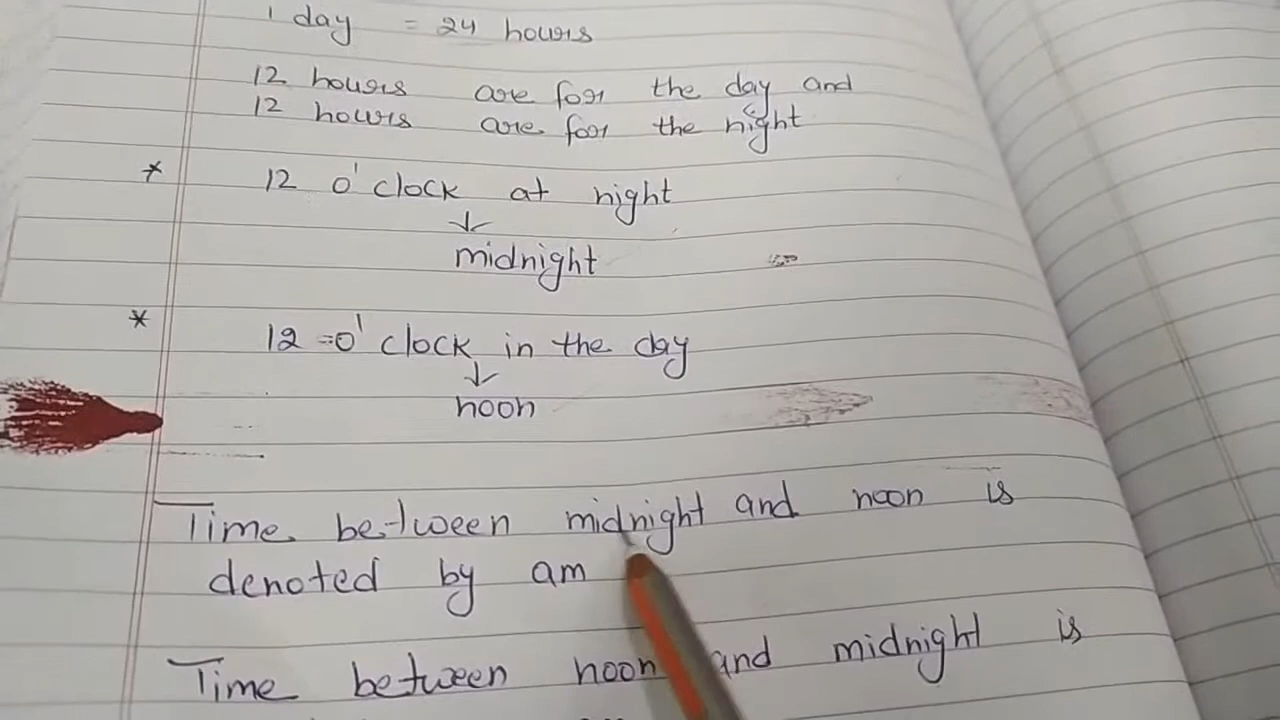 1 day = 24 hours
12 hours are for the day and
12 hours are for the night
* 12 o'clock at night
↓
midnight
* 12 =o'clock in the day
↓
noon
Time between midnight and noon is
denoted by am
Time between noon and midnight is